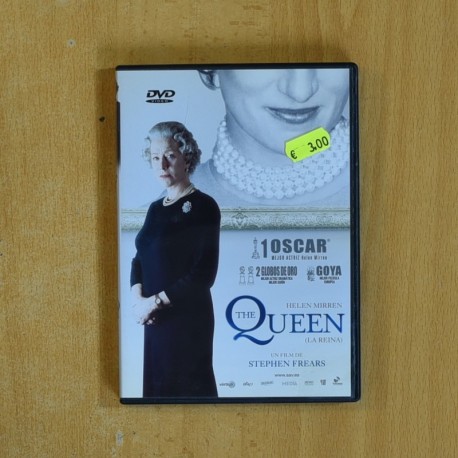 DVD
VIDEO
€ 3.00
1 OSCAR
MEJOR ACTRIZ Helen Mirren
2 GLOBOS DE ORO
GOYA
HELEN MIRREN
THE
QUEEN
(LA REINA)
UN FILM DE
STEPHEN FREARS